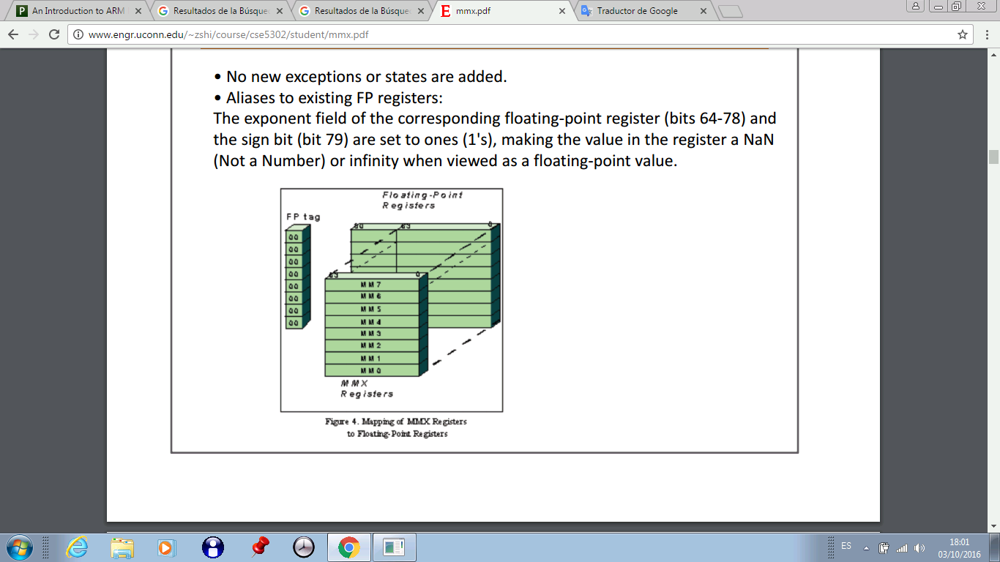 An Introduction to ARM
Resultados de la Búsque
Resultados de la Búsque
mmx.pdf
Traductor de Google
www.engr.uconn.edu/~zshi/course/cse5302/student/mmx.pdf
• No new exceptions or states are added.
• Aliases to existing FP registers:
The exponent field of the corresponding floating-point register (bits 64-78) and
the sign bit (bit 79) are set to ones (1's), making the value in the register a NaN
(Not a Number) or infinity when viewed as a floating-point value.
Floating-Point
Registers
FP tag
63
0
00
00
00
00
00
00
00
00
63
0
MM7
MM6
MM5
MM4
MM3
MM2
MM1
MM0
MMX
Registers
Figure 4. Mapping of MMX Registers
to Floating-Point Registers
ES
18:01
03/10/2016